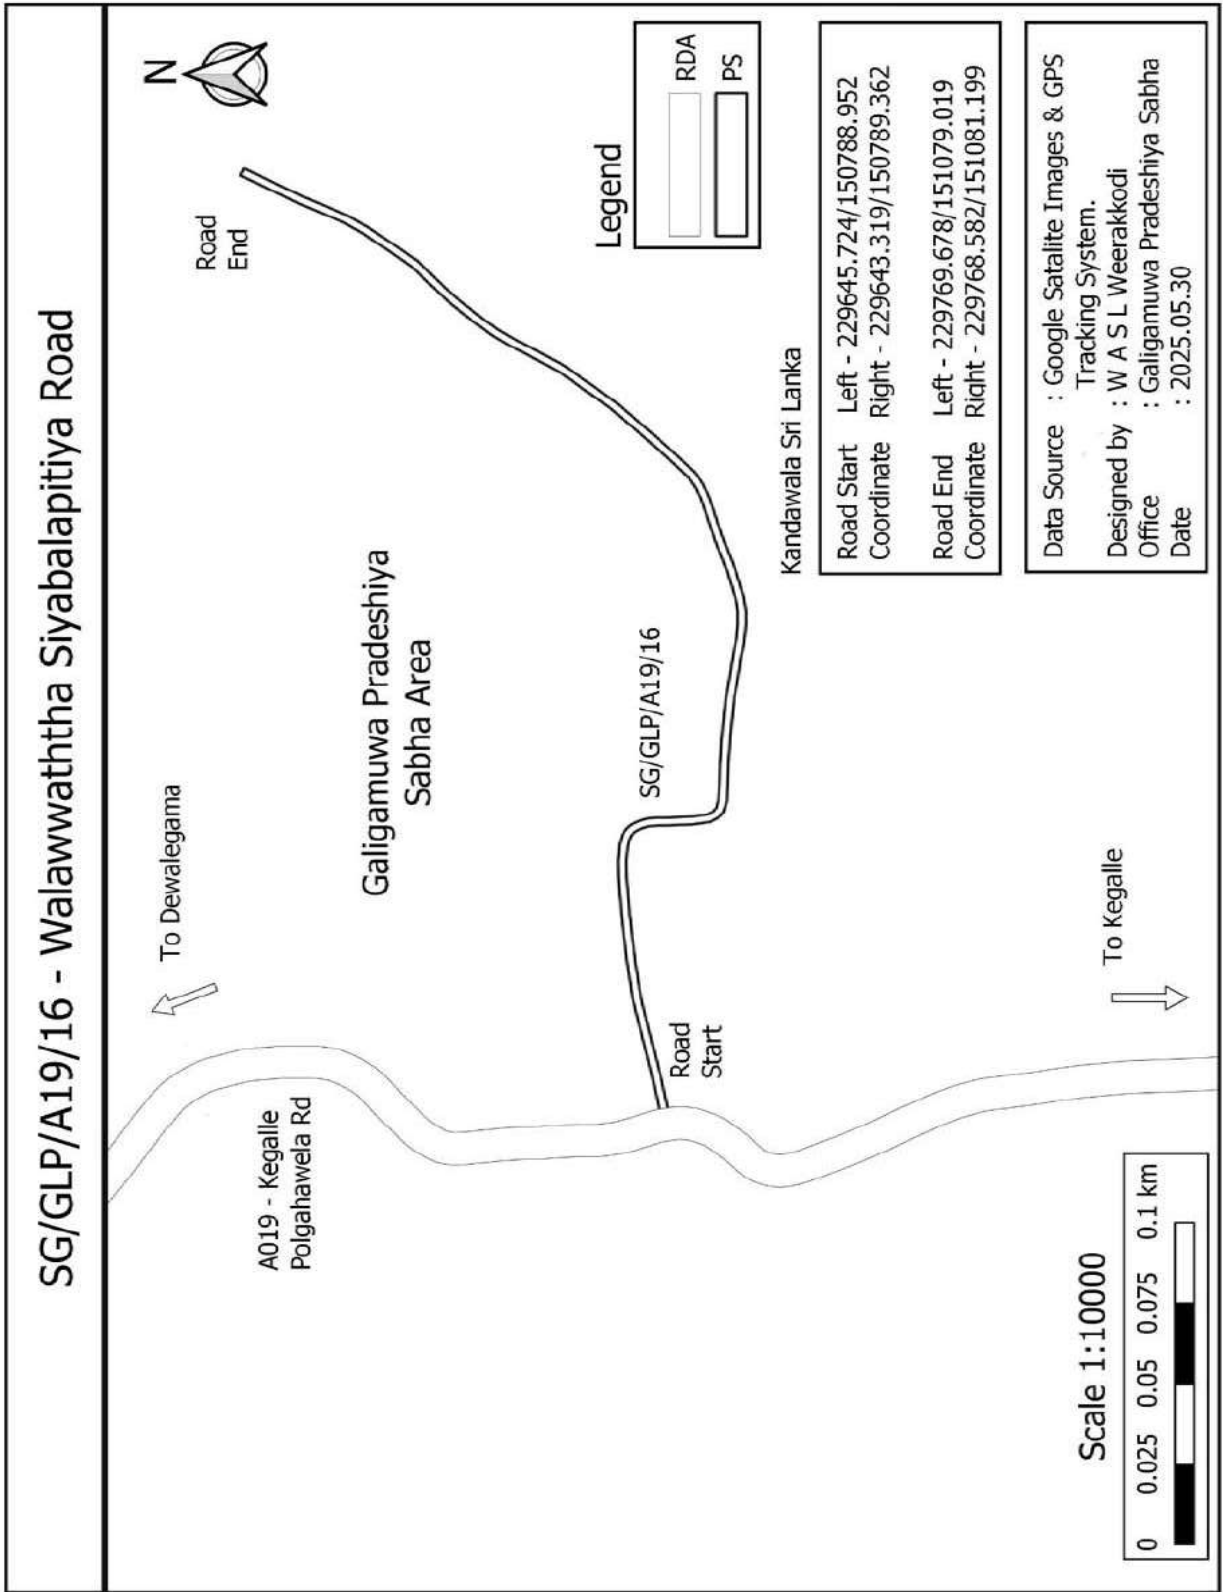 SG/GLP/A19/16 - Walawwaththa Siyabalapitiya Road
N
To Dewalegama
Road
End
A019 - Kegalle
Polgahawela Rd
Galigamuwa Pradeshiya
Sabha Area
SG/GLP/A19/16
Road
Start
To Kegalle
Legend
RDA
PS
Kandawala Sri Lanka
Road Start Left - 229645.724/150788.952
Coordinate Right - 229643.319/150789.362
Road End Left - 229769.678/151079.019
Coordinate Right - 229768.582/151081.199
Data Source : Google Satalite Images & GPS
Tracking System.
Designed by : W A S L Weerakkodi
Office : Galigamuwa Pradeshiya Sabha
Date : 2025.05.30
Scale 1:10000
0 0.025 0.05 0.075 0.1 km